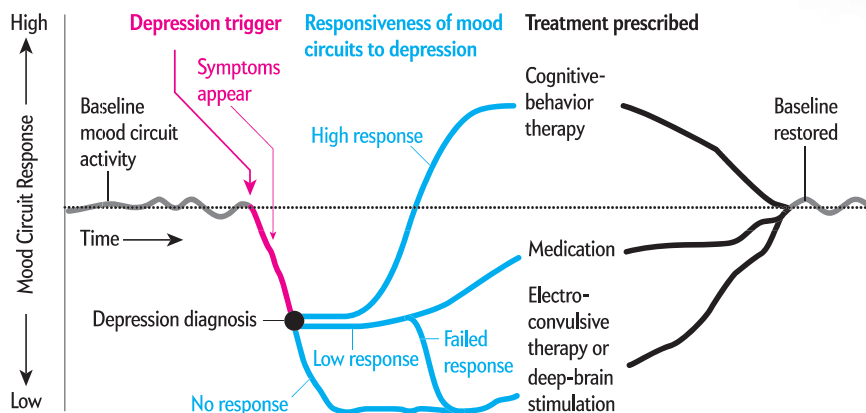 High
Depression trigger
Responsiveness of mood
circuits to depression
Treatment prescribed
Symptoms
appear
Cognitive-
behavior
therapy
Baseline
mood circuit
activity
Baseline
restored
High response
Mood Circuit Response
Time
Medication
Depression diagnosis
Electro-
convulsive
therapy or
deep-brain
stimulation
Low response
Failed
response
No response
Low